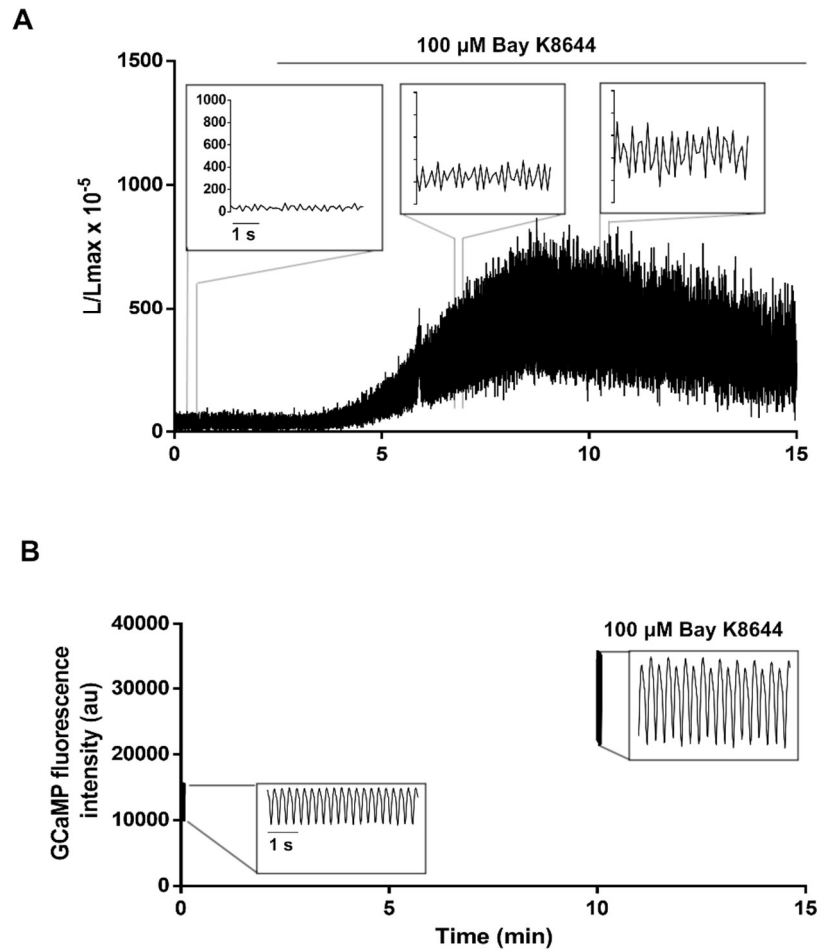 A
100 µM Bay K8644
1500
1000
500
0
L/Lmax x 10-5
1000
800
600
400
200
0
1 s
0
5
10
15
B
100 µM Bay K8644
40000
30000
20000
10000
0
GCaMP fluorescence
intensity (au)
1 s
0
5
10
15
Time (min)